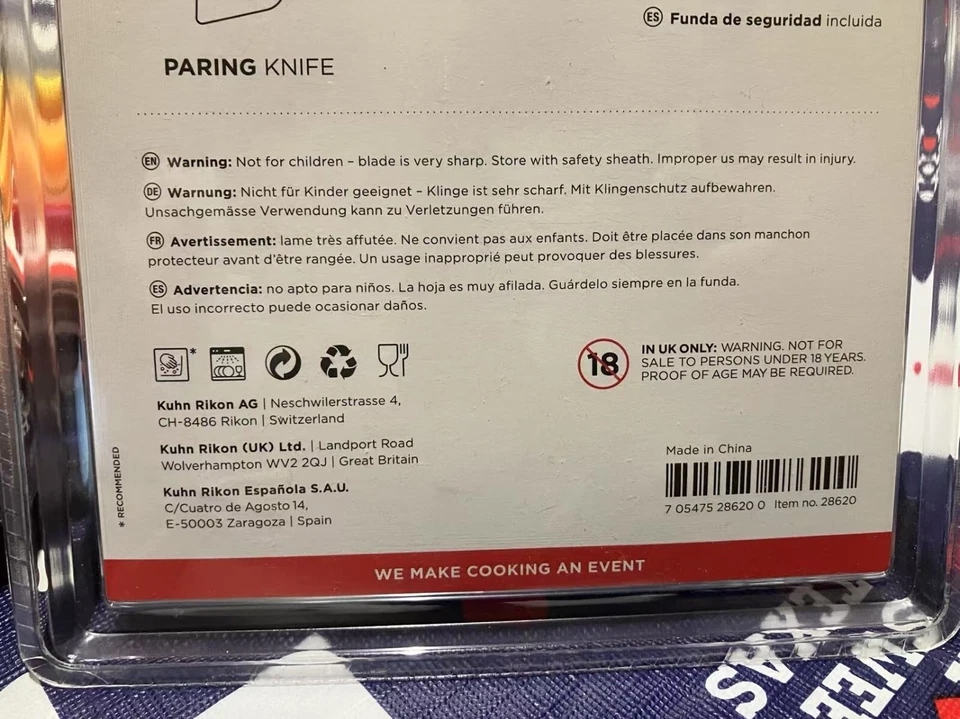 ES Funda de seguridad incluida
PARING KNIFE
EN Warning: Not for children – blade is very sharp. Store with safety sheath. Improper us may result in injury.
DE Warnung: Nicht für Kinder geeignet – Klinge ist sehr scharf. Mit Klingenschutz aufbewahren.
Unsachgemässe Verwendung kann zu Verletzungen führen.
FR Avertissement: lame très affutée. Ne convient pas aux enfants. Doit être placée dans son manchon
protecteur avant d'être rangée. Un usage inapproprié peut provoquer des blessures.
ES Advertencia: no apto para niños. La hoja es muy afilada. Guárdelo siempre en la funda.
El uso incorrecto puede ocasionar daños.
*
18
IN UK ONLY: WARNING. NOT FOR
SALE TO PERSONS UNDER 18 YEARS.
PROOF OF AGE MAY BE REQUIRED.
Kuhn Rikon AG | Neschwilerstrasse 4,
CH-8486 Rikon | Switzerland
Kuhn Rikon (UK) Ltd. | Landport Road
Wolverhampton WV2 2QJ | Great Britain
Kuhn Rikon Española S.A.U.
C/Cuatro de Agosto 14,
E-50003 Zaragoza | Spain
* RECOMMENDED
Made in China
7 05475 28620 0 Item no. 28620
WE MAKE COOKING AN EVENT